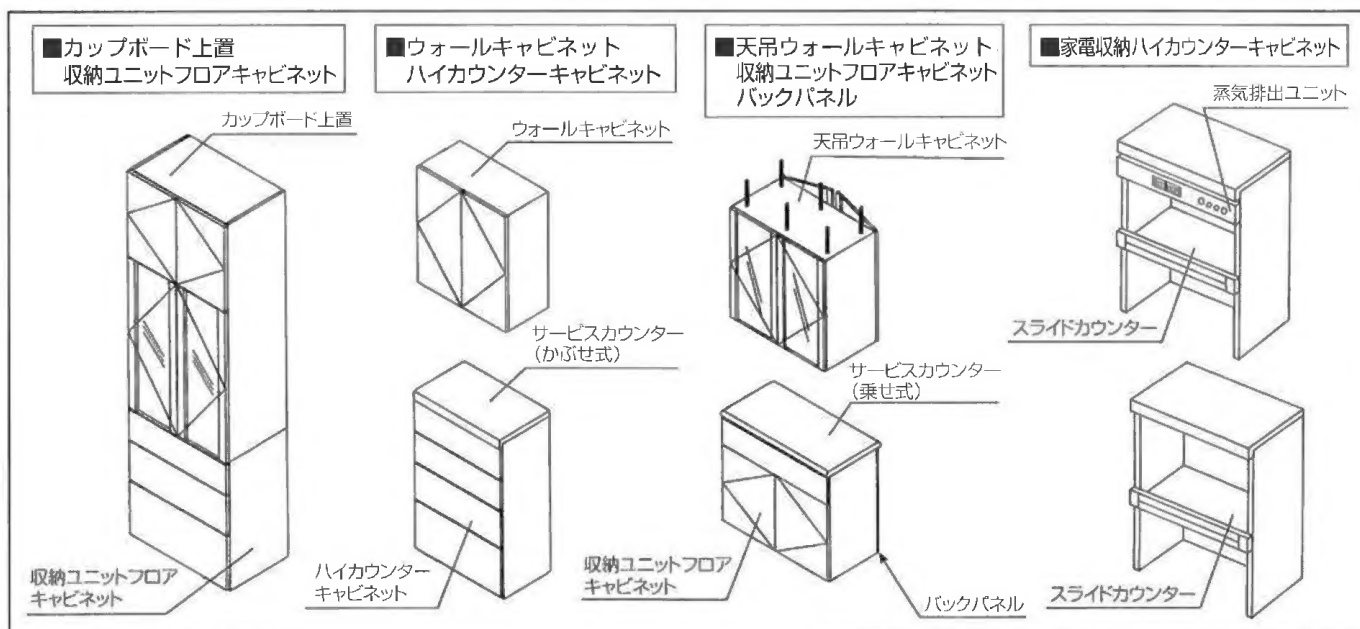 ■カップボード上置
収納ユニットフロアキャビネット
カップボード上置
収納ユニットフロア
キャビネット
■ウォールキャビネット
ハイカウンターキャビネット
ウォールキャビネット
サービスカウンター
(かぶせ式)
ハイカウンター
キャビネット
■天吊ウォールキャビネット
収納ユニットフロアキャビネット
バックパネル
天吊ウォールキャビネット
サービスカウンター
(乗せ式)
収納ユニットフロア
キャビネット
バックパネル
■家電収納ハイカウンターキャビネット
蒸気排出ユニット
スライドカウンター
スライドカウンター